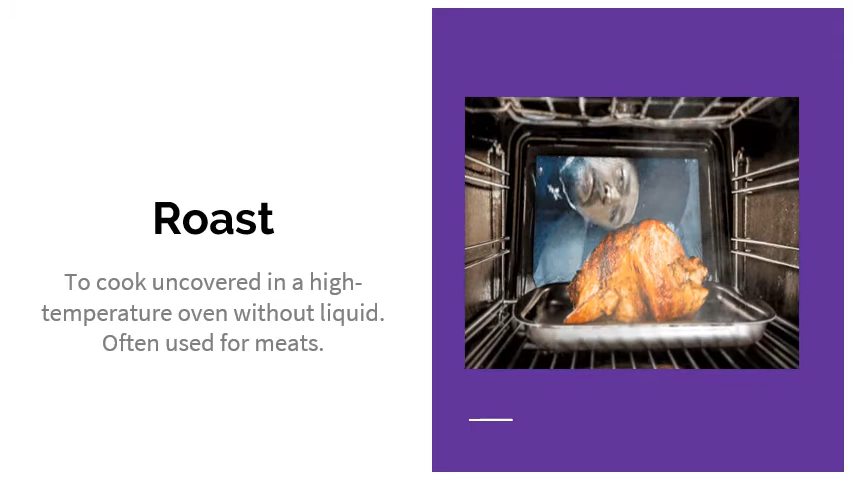 Roast
To cook uncovered in a high-
temperature oven without liquid.
Often used for meats.